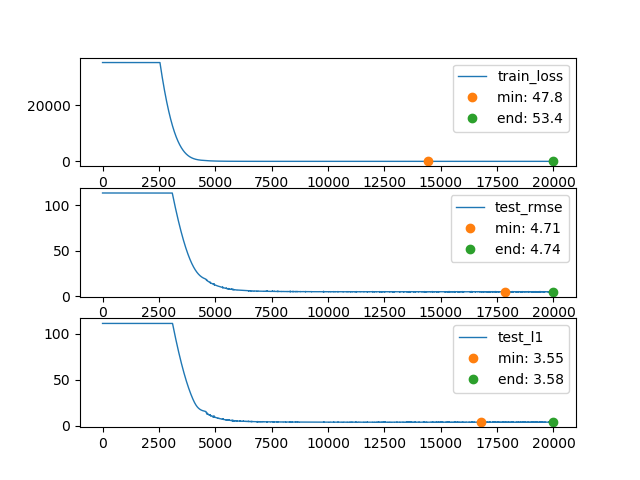 train_loss
min: 47.8
end: 53.4
20000
0
0 2500 5000 7500 10000 12500 15000 17500 20000
test_rmse
min: 4.71
end: 4.74
100
50
0
0 2500 5000 7500 10000 12500 15000 17500 20000
test_l1
min: 3.55
end: 3.58
100
50
0
0 2500 5000 7500 10000 12500 15000 17500 20000